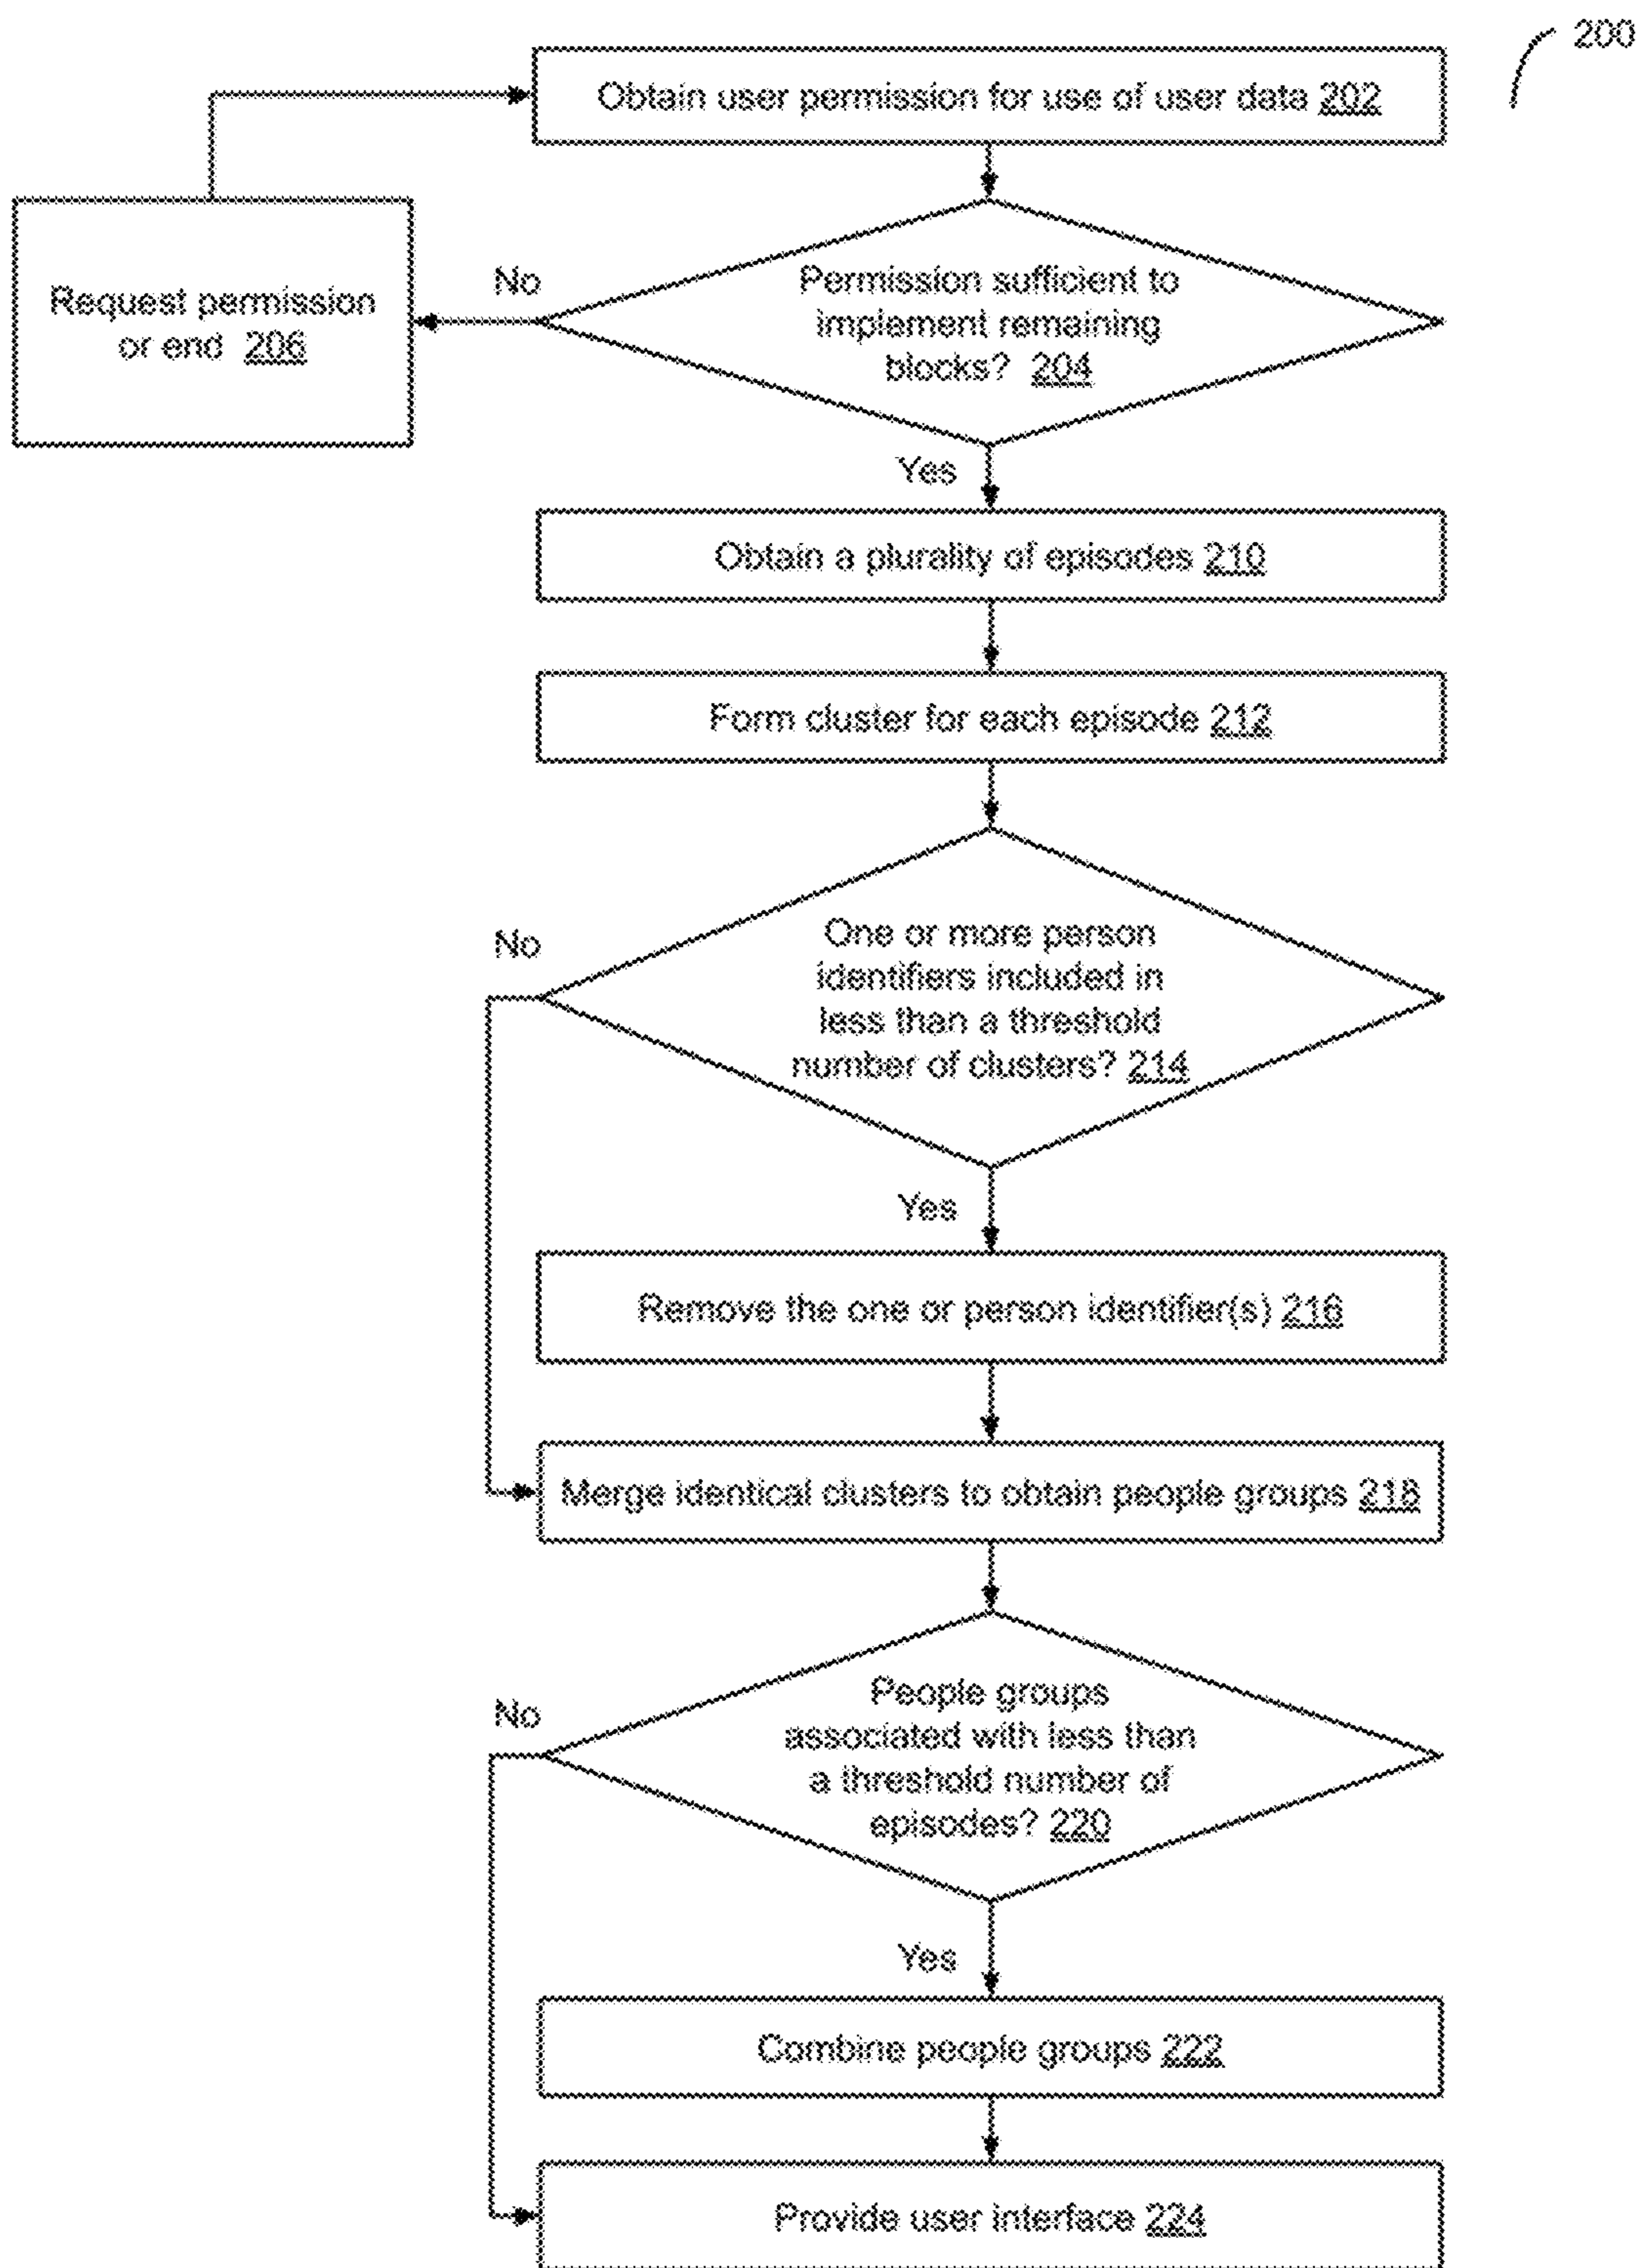 200
Obtain user permission for use of user data 202
Permission sufficient to
implement remaining
blocks? 204
No
Request permission
or end 206
Yes
Obtain a plurality of episodes 210
Form cluster for each episode 212
One or more person
identifiers included in
less than a threshold
number of clusters? 214
No
Yes
Remove the one or person identifier(s) 216
Merge identical clusters to obtain people groups 218
People groups
associated with less than
a threshold number of
episodes? 220
No
Yes
Combine people groups 222
Provide user interface 224